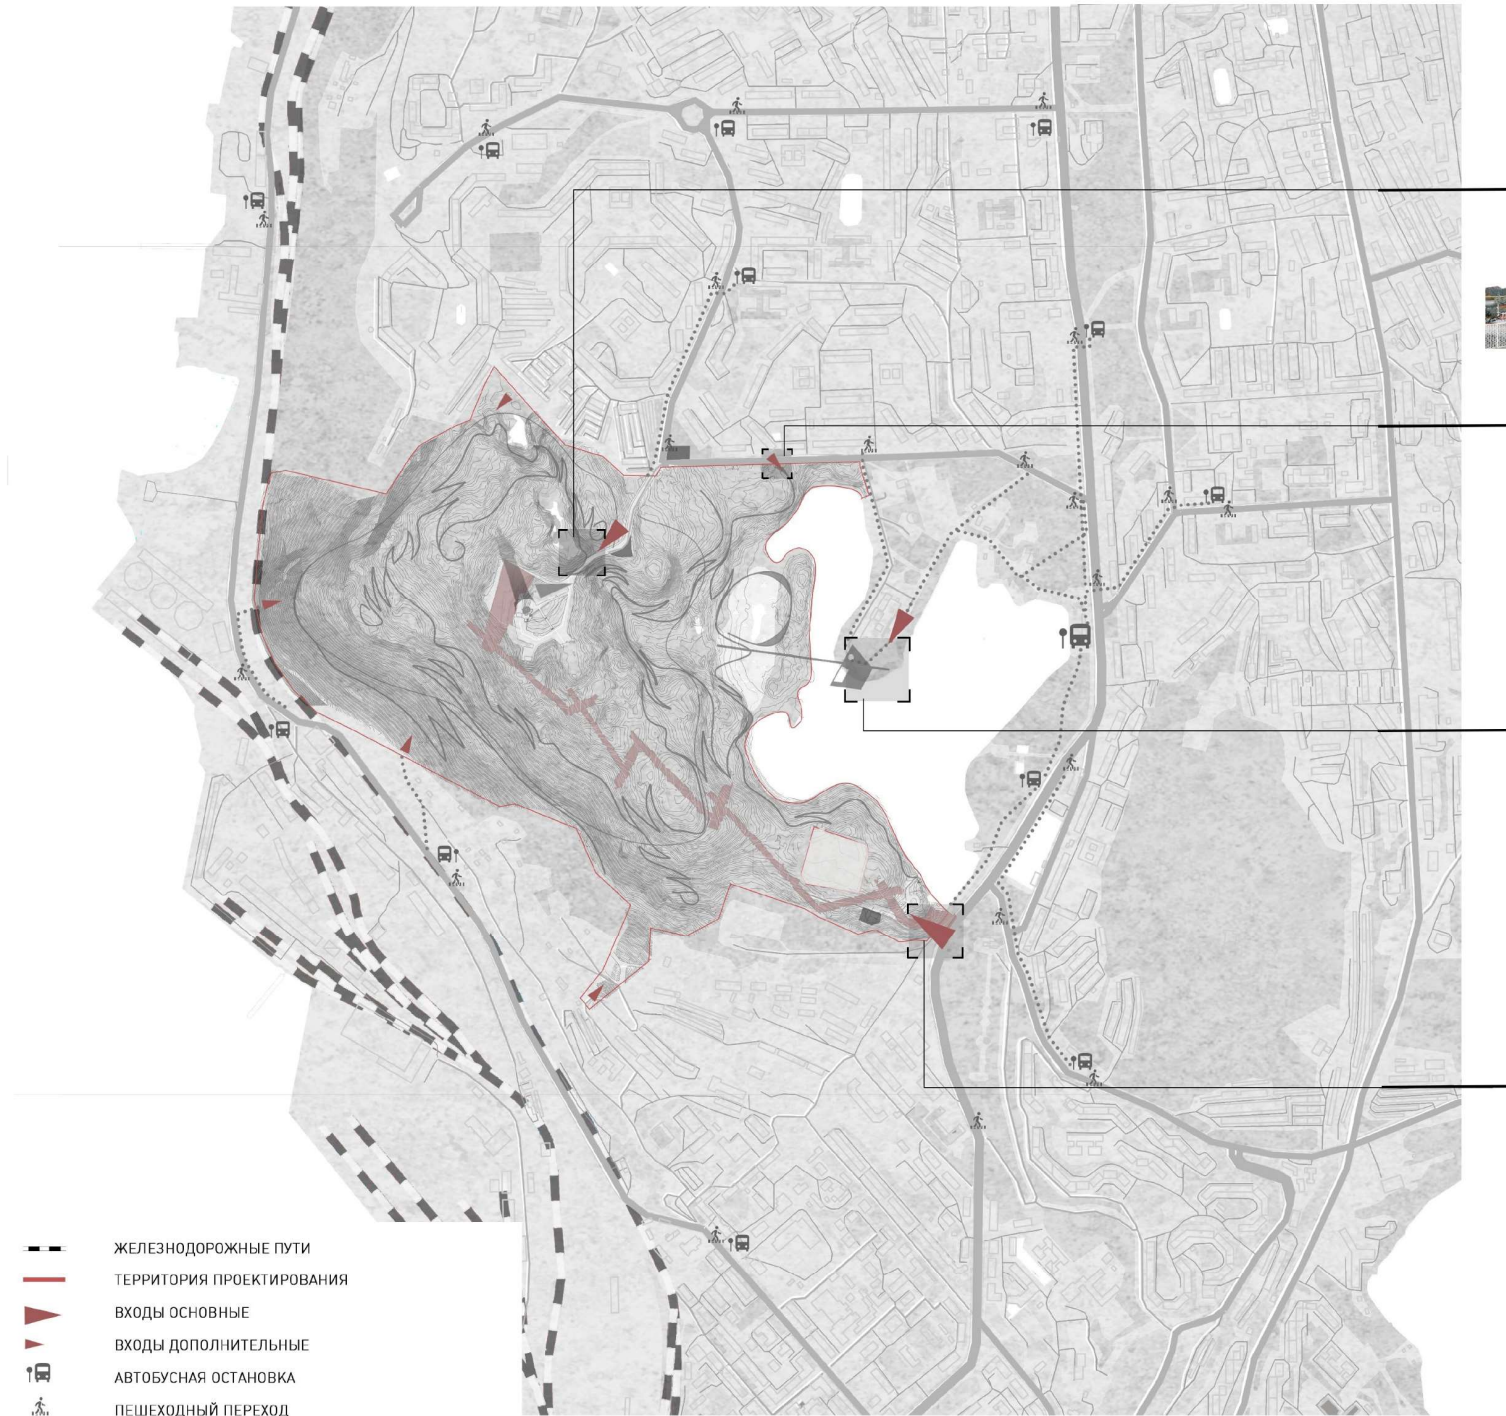 ЖЕЛЕЗНОДОРОЖНЫЕ ПУТИ
ТЕРРИТОРИЯ ПРОЕКТИРОВАНИЯ
ВХОДЫ ОСНОВНЫЕ
ВХОДЫ ДОПОЛНИТЕЛЬНЫЕ
АВТОБУСНАЯ ОСТАНОВКА
ПЕШЕХОДНЫЙ ПЕРЕХОД